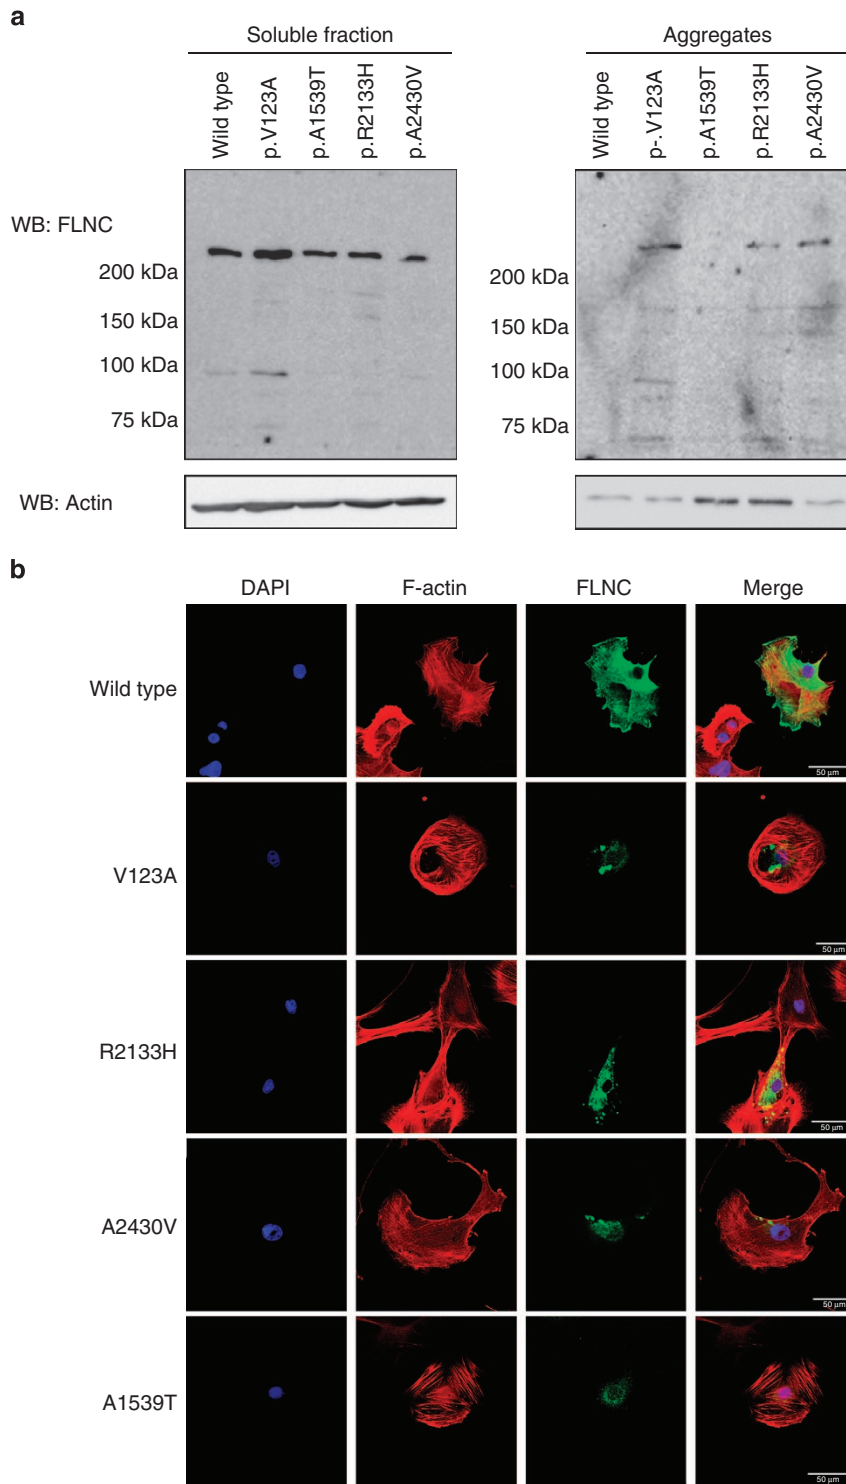 a
Soluble fraction
Aggregates
Wild type
p.V123A
p.A1539T
p.R2133H
p.A2430V
Wild type
p-.V123A
p.A1539T
p.R2133H
p.A2430V
WB: FLNC
200 kDa
150 kDa
100 kDa
75 kDa
200 kDa
150 kDa
100 kDa
75 kDa
WB: Actin
b
DAPI
F-actin
FLNC
Merge
Wild type
50 µm
V123A
50 µm
R2133H
50 µm
A2430V
50 µm
A1539T
50 µm